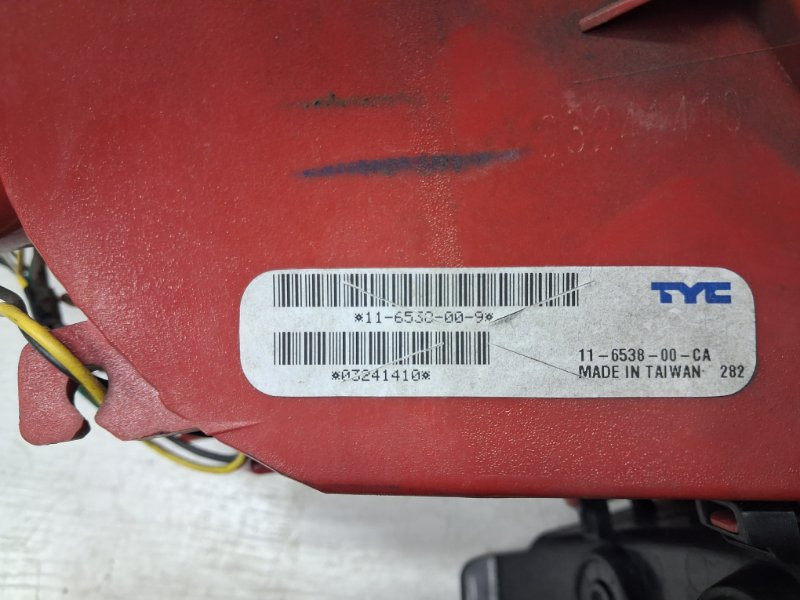 TYC
*11-6538-00-9*
*03241410*
11-6538-00-CA
MADE IN TAIWAN 282